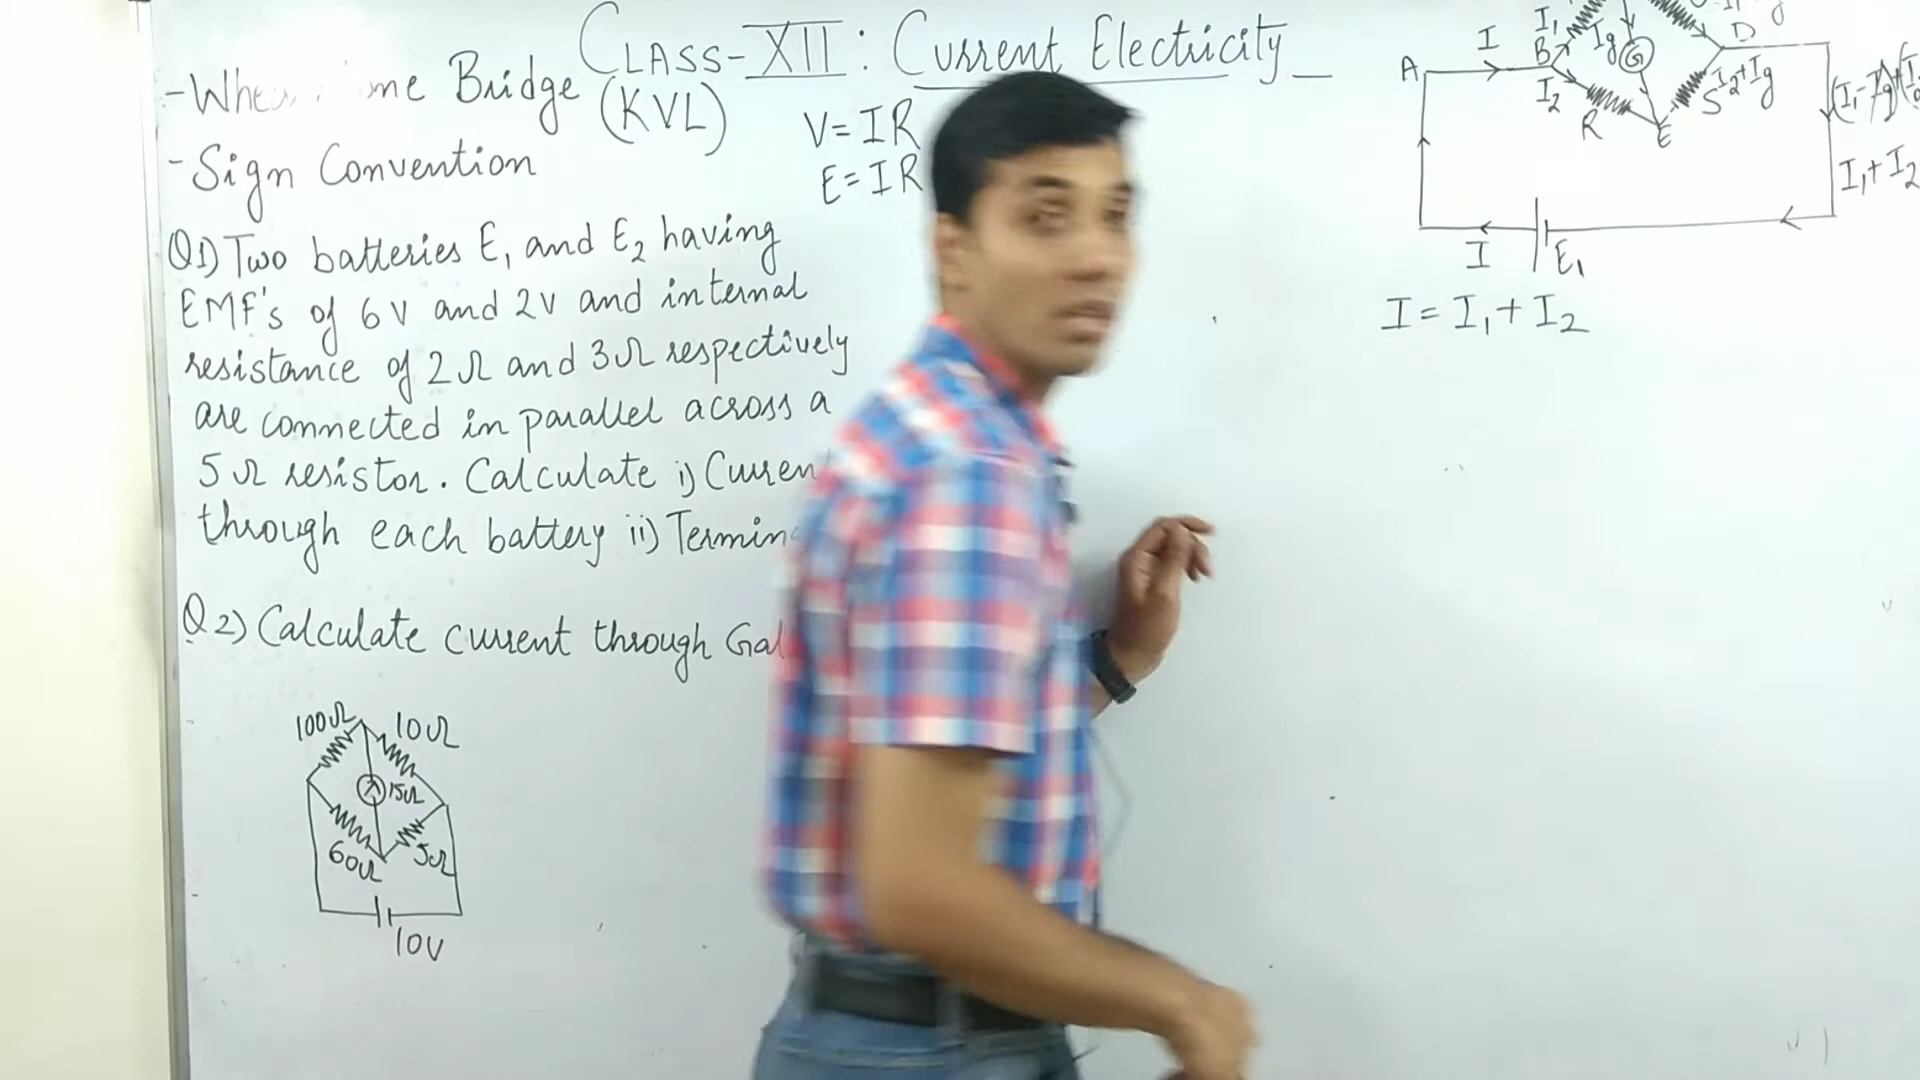 CLASS-XII: Current Electricity
Bridge
(KVL)
- Sign Convention
V=IR
E=IR
Q1) Two batteries E₁ and E₂ having
EMF's of 6V and 2V and internal
resistance of 2Ω and 3Ω respectively
are connected in parallel across a
5Ω resistor. Calculate i)
through each battery ii)
Q2) Calculate current through
100Ω 10Ω
15Ω
60Ω 5Ω
10V
A I B I₁ Ig G D
I₂ R E S I₂+Ig
I₁+I₂
I E₁
I = I₁ + I₂